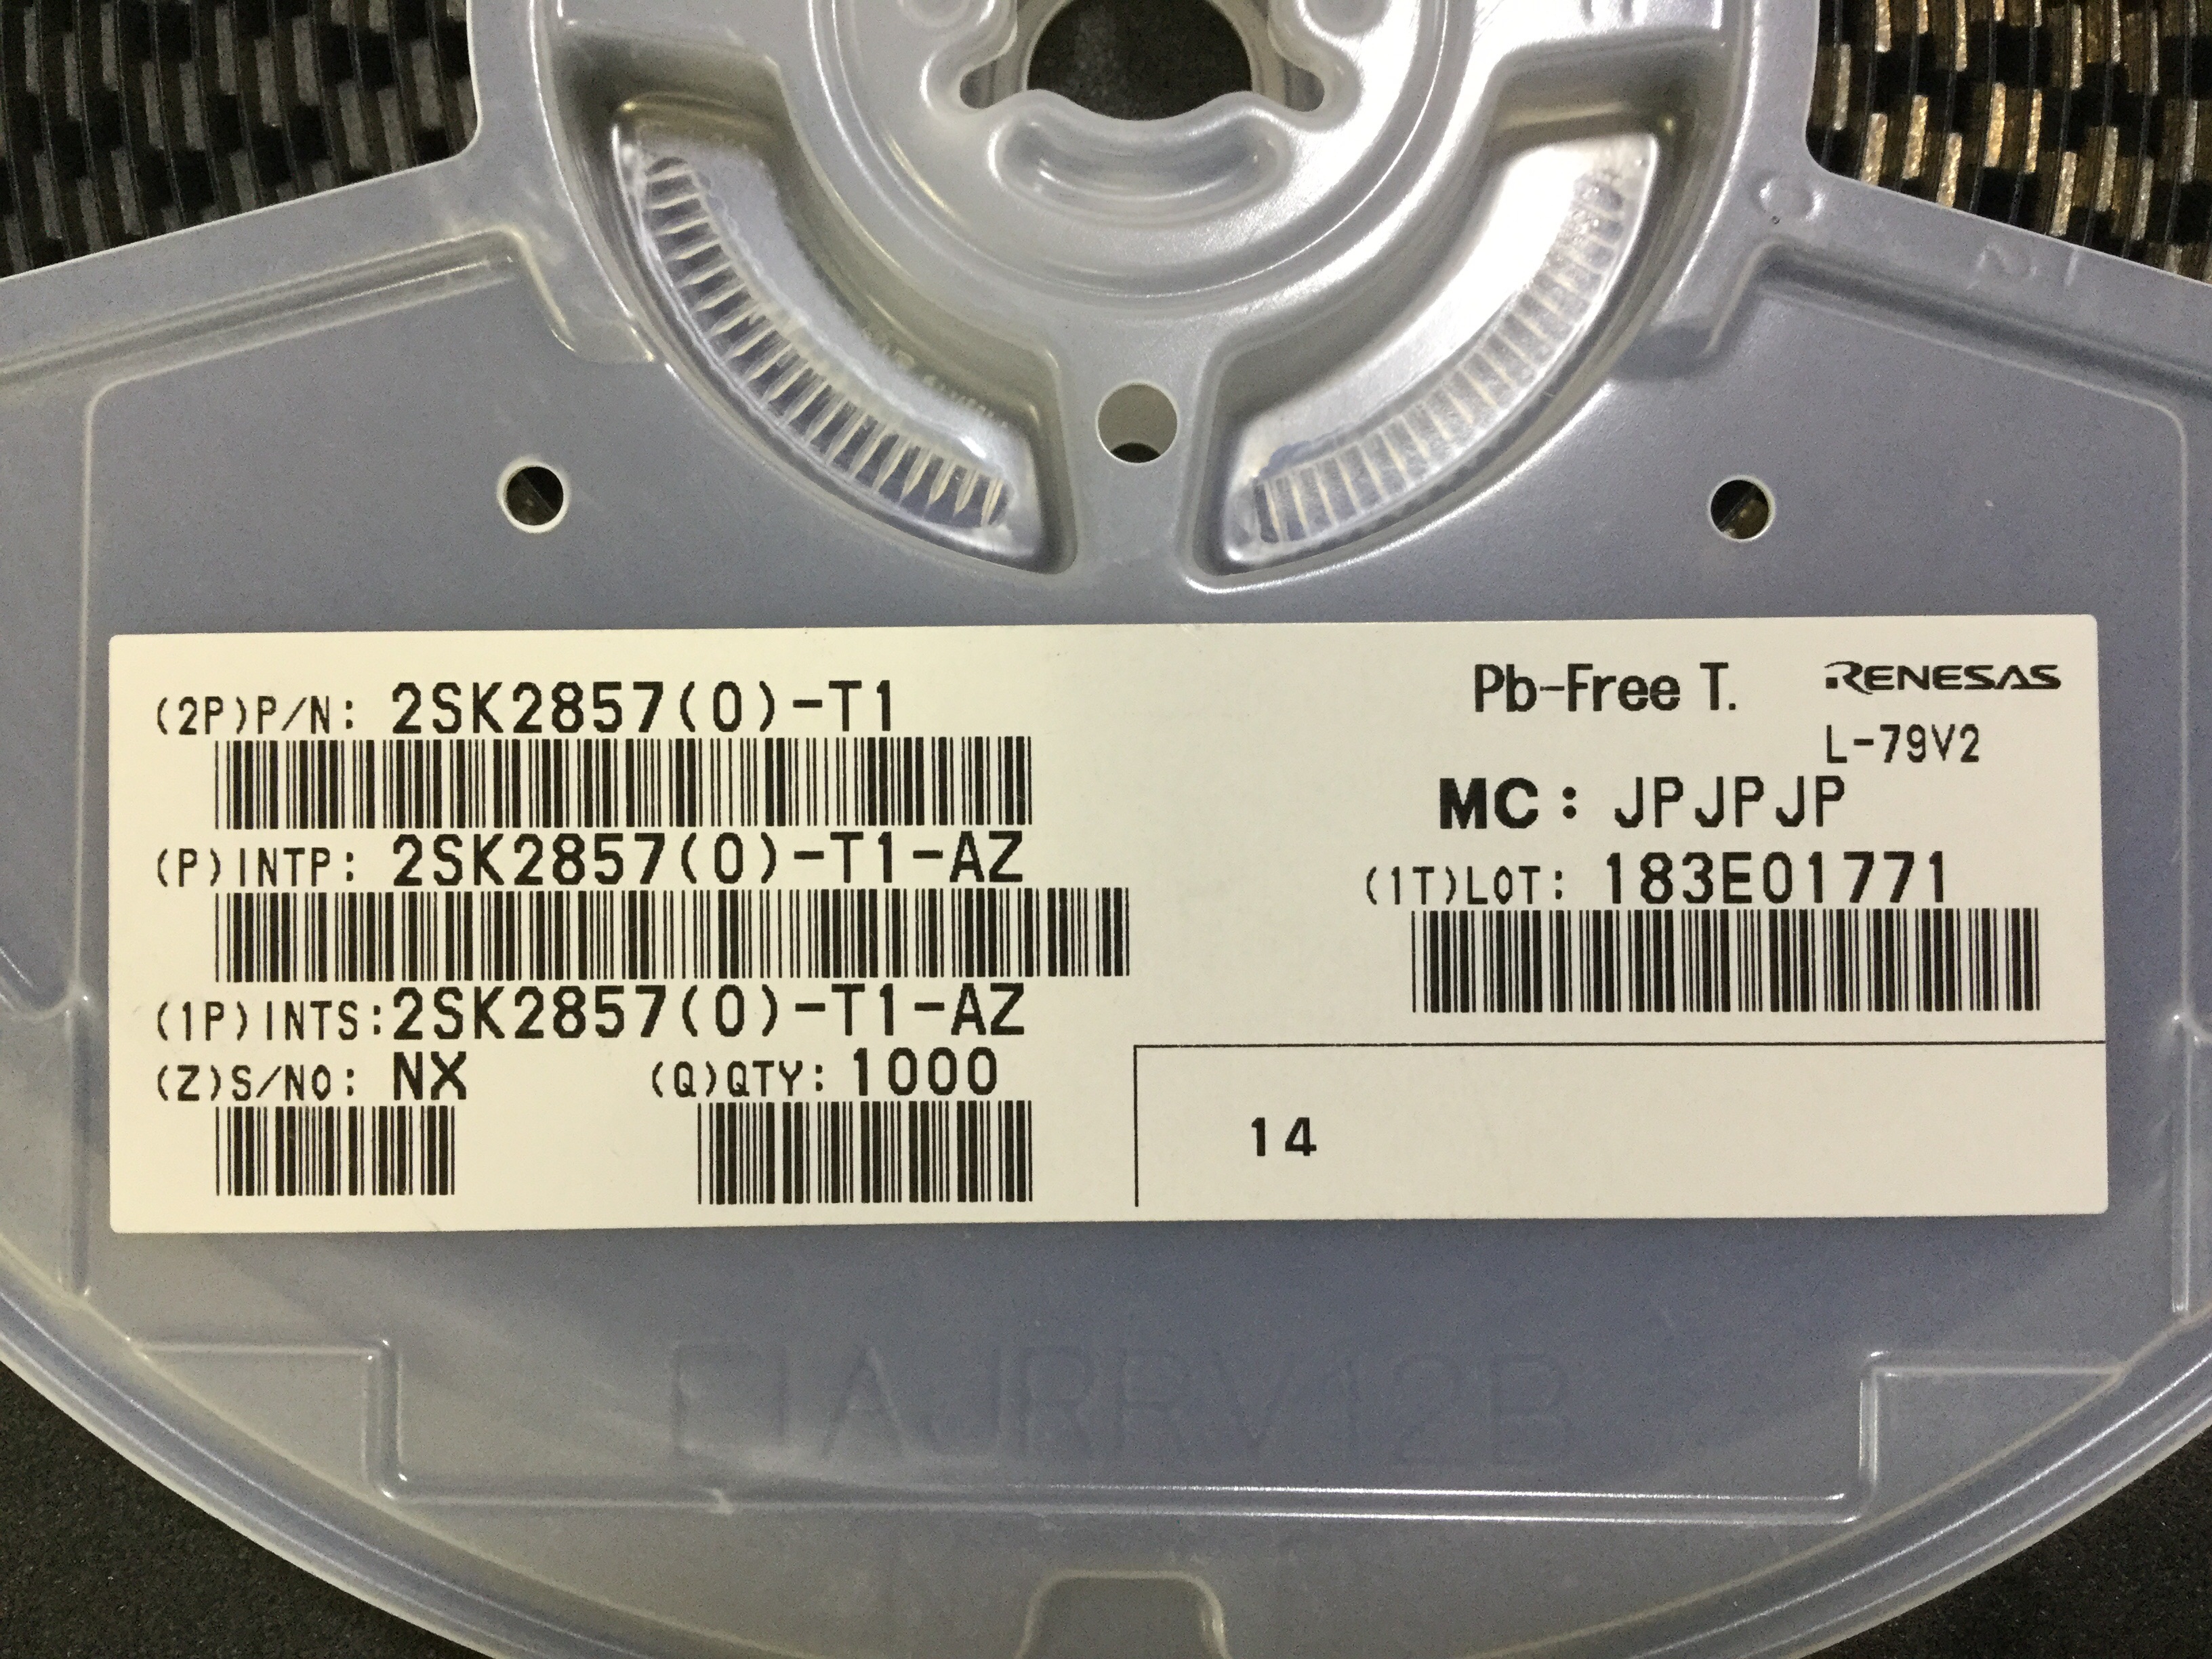 (2P)P/N: 2SK2857(0)-T1
(P)INTP: 2SK2857(0)-T1-AZ
(1P)INTS:2SK2857(0)-T1-AZ
(Z)S/NO: NX (Q)QTY: 1000
Pb-Free T. RENESAS
L-79V2
MC: JPJPJP
(1T)LOT: 183E01771
14
EIAJRRV12B